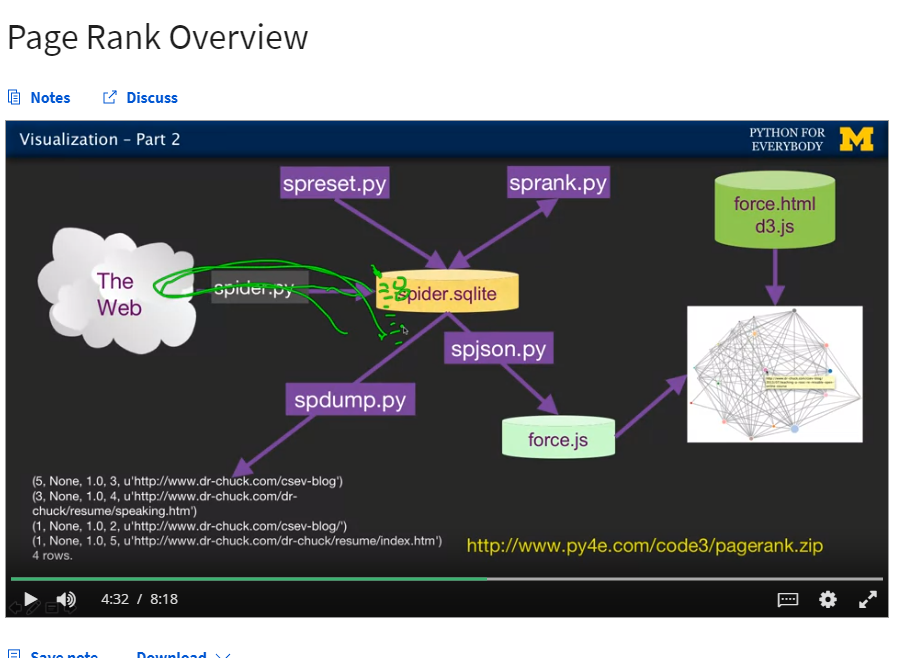 Page Rank Overview
Notes
Discuss
Visualization – Part 2
PYTHON FOR
EVERYBODY
M
spreset.py
sprank.py
force.html
d3.js
The
Web
spider.py
spider.sqlite
spjson.py
spdump.py
force.js
(5, None, 1.0, 3, u'http://www.dr-chuck.com/csev-blog')
(3, None, 1.0, 4, u'http://www.dr-chuck.com/dr-
chuck/resume/speaking.htm')
(1, None, 1.0, 2, u'http://www.dr-chuck.com/csev-blog/')
(1, None, 1.0, 5, u'http://www.dr-chuck.com/dr-chuck/resume/index.htm')
4 rows.
http://www.py4e.com/code3/pagerank.zip
4:32 / 8:18
Save note
Download